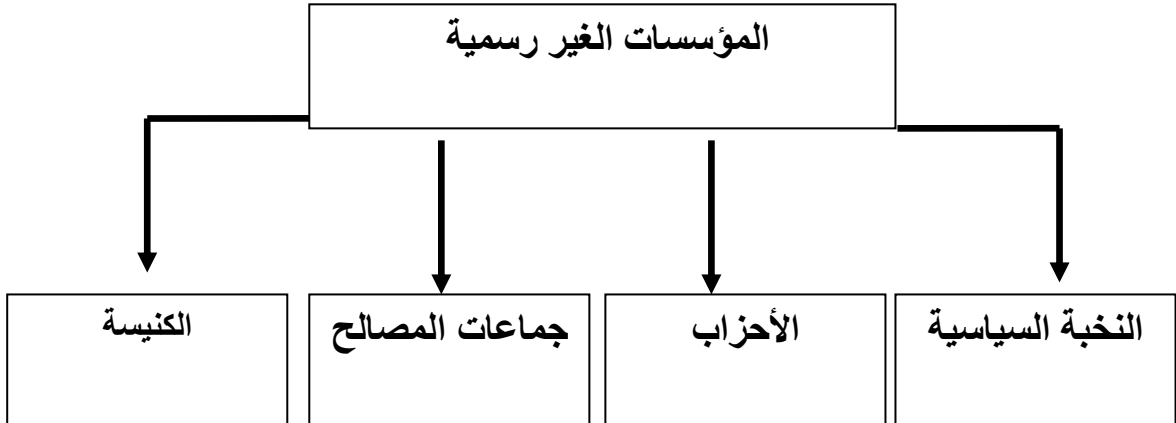 المؤسسات الغير رسمية
النخبة السياسية
الأحزاب
جماعات المصالح
الكنيسة